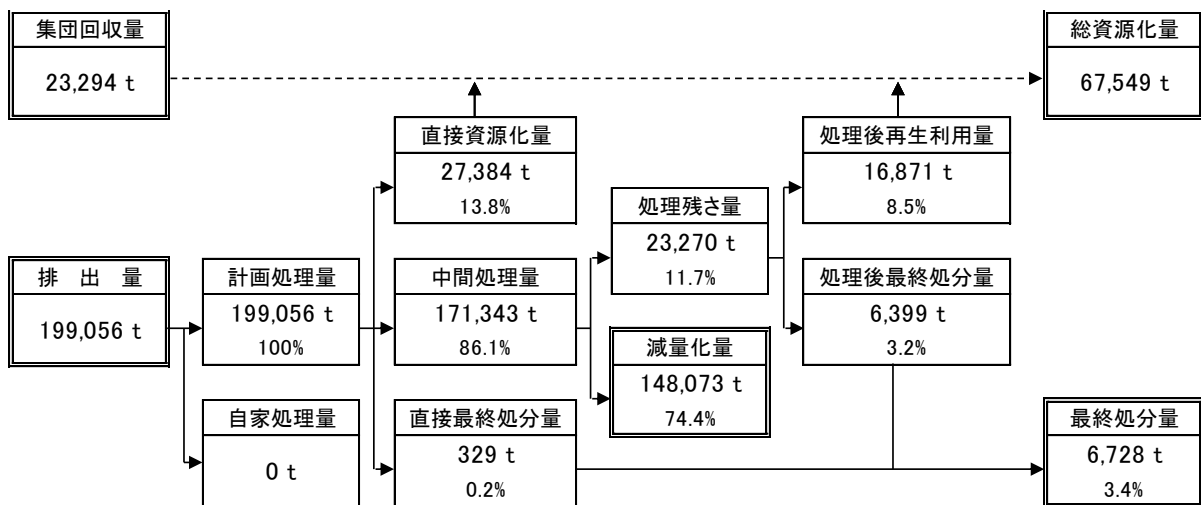 集団回収量
23,294 t
総資源化量
67,549 t
直接資源化量
27,384 t
13.8%
処理後再生利用量
16,871 t
8.5%
処理残さ量
23,270 t
11.7%
排 出 量
199,056 t
計画処理量
199,056 t
100%
中間処理量
171,343 t
86.1%
処理後最終処分量
6,399 t
3.2%
減量化量
148,073 t
74.4%
自家処理量
0 t
直接最終処分量
329 t
0.2%
最終処分量
6,728 t
3.4%